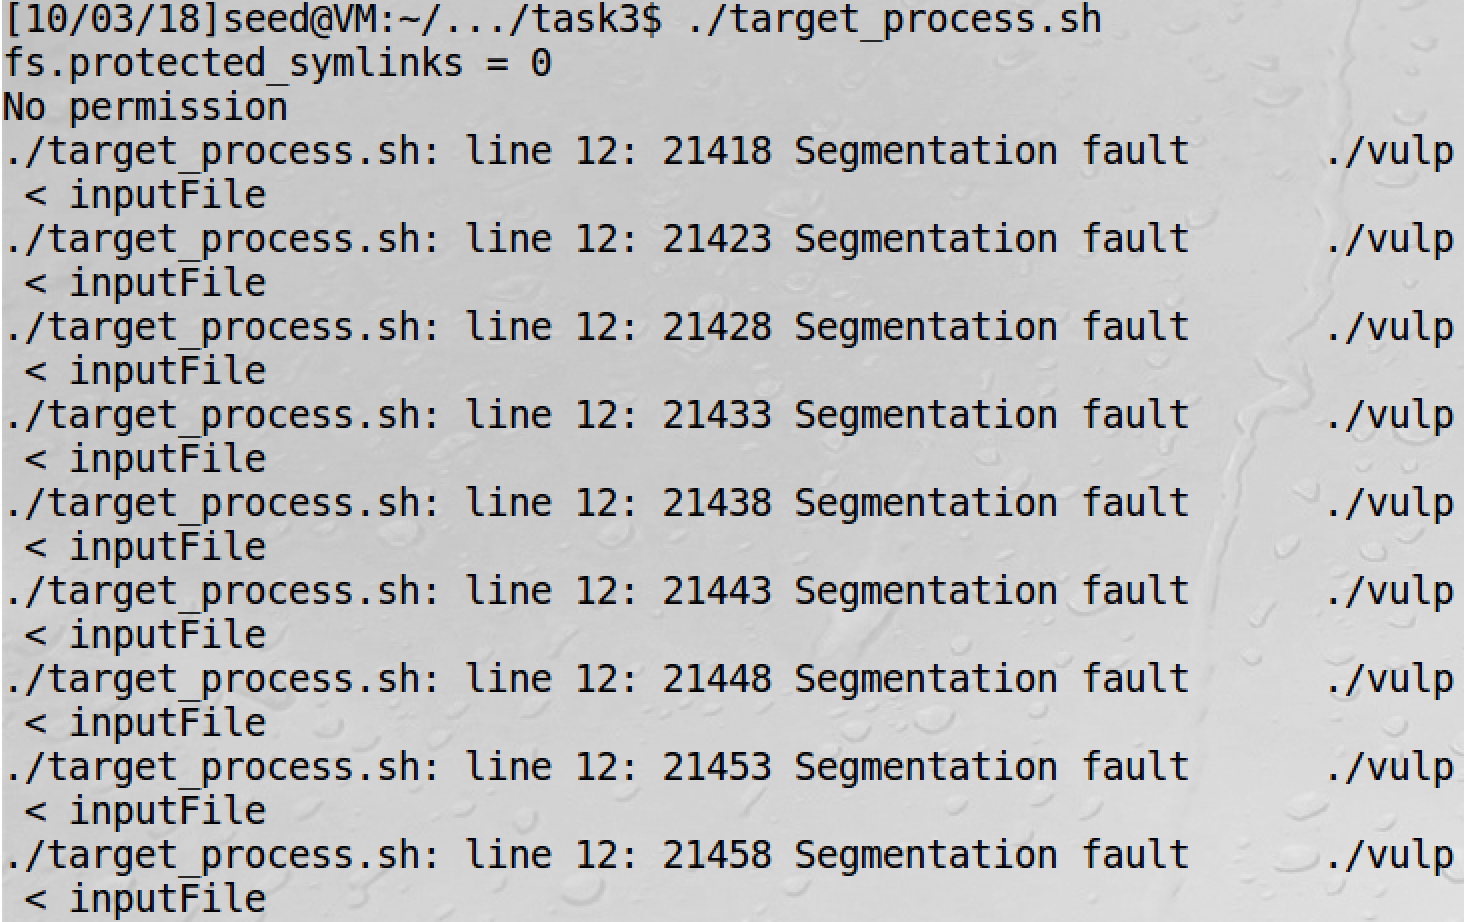 [10/03/18]seed@VM:~/.../task3$ ./target_process.sh
fs.protected_symlinks = 0
No permission
./target_process.sh: line 12: 21418 Segmentation fault      ./vulp
 < inputFile
./target_process.sh: line 12: 21423 Segmentation fault      ./vulp
 < inputFile
./target_process.sh: line 12: 21428 Segmentation fault      ./vulp
 < inputFile
./target_process.sh: line 12: 21433 Segmentation fault      ./vulp
 < inputFile
./target_process.sh: line 12: 21438 Segmentation fault      ./vulp
 < inputFile
./target_process.sh: line 12: 21443 Segmentation fault      ./vulp
 < inputFile
./target_process.sh: line 12: 21448 Segmentation fault      ./vulp
 < inputFile
./target_process.sh: line 12: 21453 Segmentation fault      ./vulp
 < inputFile
./target_process.sh: line 12: 21458 Segmentation fault      ./vulp
 < inputFile